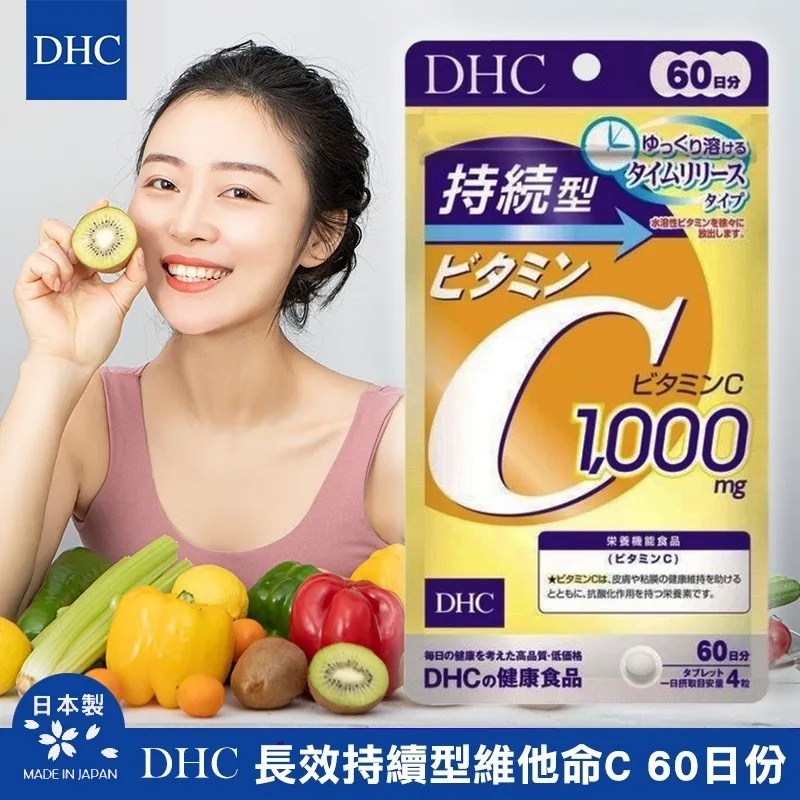 DHC
DHC
60日分
ゆっくり溶ける
タイムリリース
タイプ
水溶性ビタミンを徐々に
放出します。
持続型
ビタミン
C
ビタミンC
1,000
mg
栄養機能食品
(ビタミンC)
★ビタミンCは、皮膚や粘膜の健康維持を助ける
とともに、抗酸化作用を持つ栄養素です。
DHC
毎日の健康を考えた高品質・低価格
DHCの健康食品
60日分
タブレット
一日摂取目安量4粒
日本製
MADE IN JAPAN
DHC 長效持續型維他命C 60日份